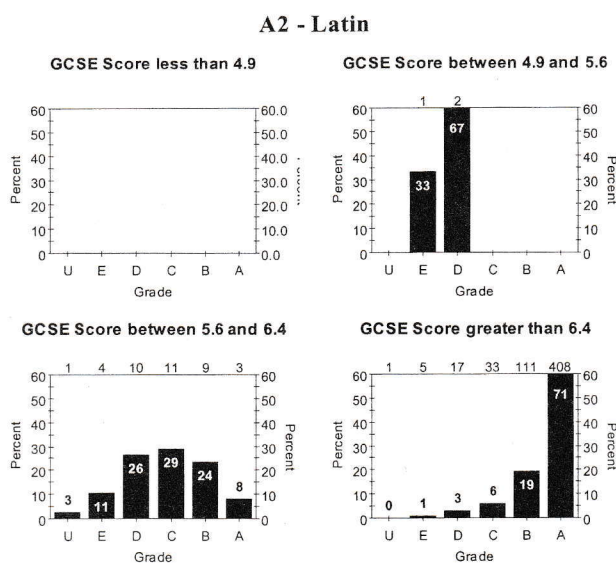 A2 - Latin
GCSE Score less than 4.9
60 60.0
50 50.0
40 40.0
30
20 20.0
10 10.0
0 0.0
Percent
U E D C B A
Grade
GCSE Score between 4.9 and 5.6
1 2
60 60
50 50
40 40
30 30
20 20
10 10
0 0
Percent Percent
67
33
U E D C B A
Grade
GCSE Score between 5.6 and 6.4
1 4 10 11 9 3
60 60
50 50
40 40
30 30
20 20
10 10
0 0
Percent Percent
3 11 26 29 24 8
U E D C B A
Grade
GCSE Score greater than 6.4
1 5 17 33 111 408
60 60
50 50
40 40
30 30
20 20
10 10
0 0
Percent Percent
0 1 3 6 19 71
U E D C B A
Grade